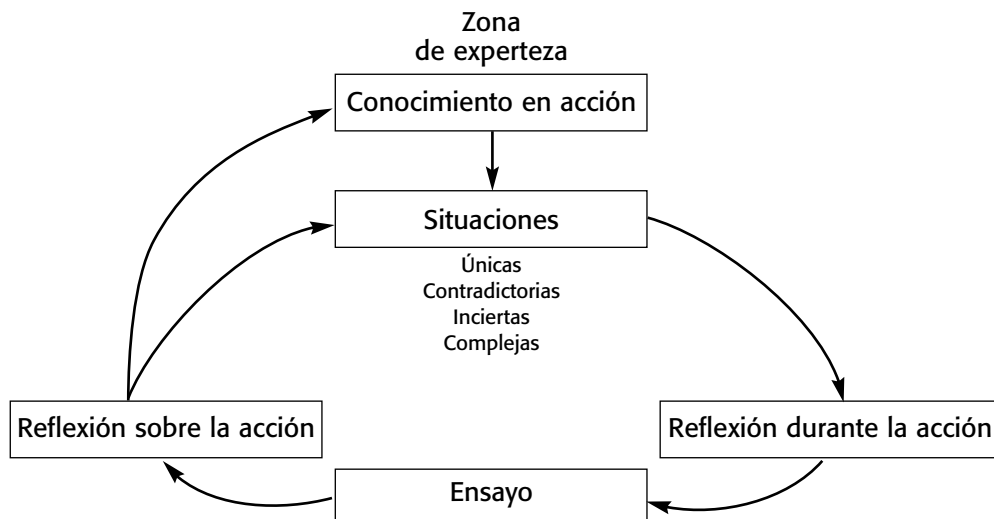 Zona
de experteza
Conocimiento en acción
Situaciones
Únicas
Contradictorias
Inciertas
Complejas
Reflexión sobre la acción
Reflexión durante la acción
Ensayo